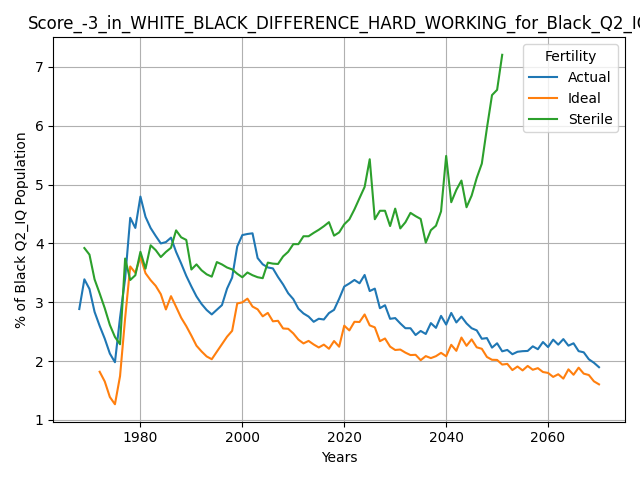 Score_-3_in_WHITE_BLACK_DIFFERENCE_HARD_WORKING_for_Black_Q2_IQ
% of Black Q2_IQ Population
7
6
5
4
3
2
1
Fertility
Actual
Ideal
Sterile
1980
2000
2020
2040
2060
Years